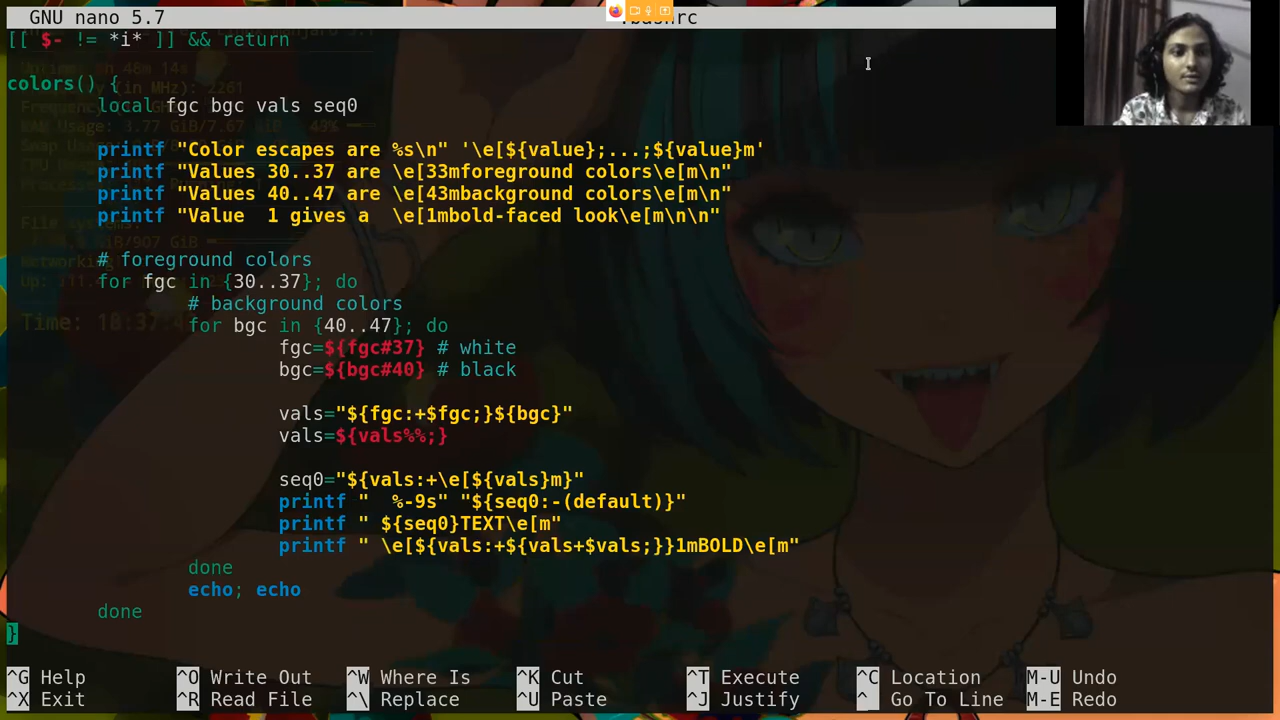 GNU nano 5.7 .bashrc
[[ $- != *i* ]] && return
colors() {
local fgc bgc vals seq0
printf "Color escapes are %s\n" '\e[${value};...;${value}m'
printf "Values 30..37 are \e[33mforeground colors\e[m\n"
printf "Values 40..47 are \e[43mbackground colors\e[m\n"
printf "Value  1 gives a  \e[1mbold-faced look\e[m\n\n"
# foreground colors
for fgc in {30..37}; do
# background colors
for bgc in {40..47}; do
fgc=${fgc#37} # white
bgc=${bgc#40} # black
vals="${fgc:+$fgc;}${bgc}"
vals=${vals%%;}
seq0="${vals:+\e[${vals}m}"
printf "  %-9s" "${seq0:-(default)}"
printf " ${seq0}TEXT\e[m"
printf " \e[${vals:+${vals+$vals;}}1mBOLD\e[m"
done
echo; echo
done
}
^G Help ^O Write Out ^W Where Is ^K Cut ^T Execute ^C Location M-U Undo
^X Exit ^R Read File ^\ Replace ^U Paste ^J Justify ^_ Go To Line M-E Redo